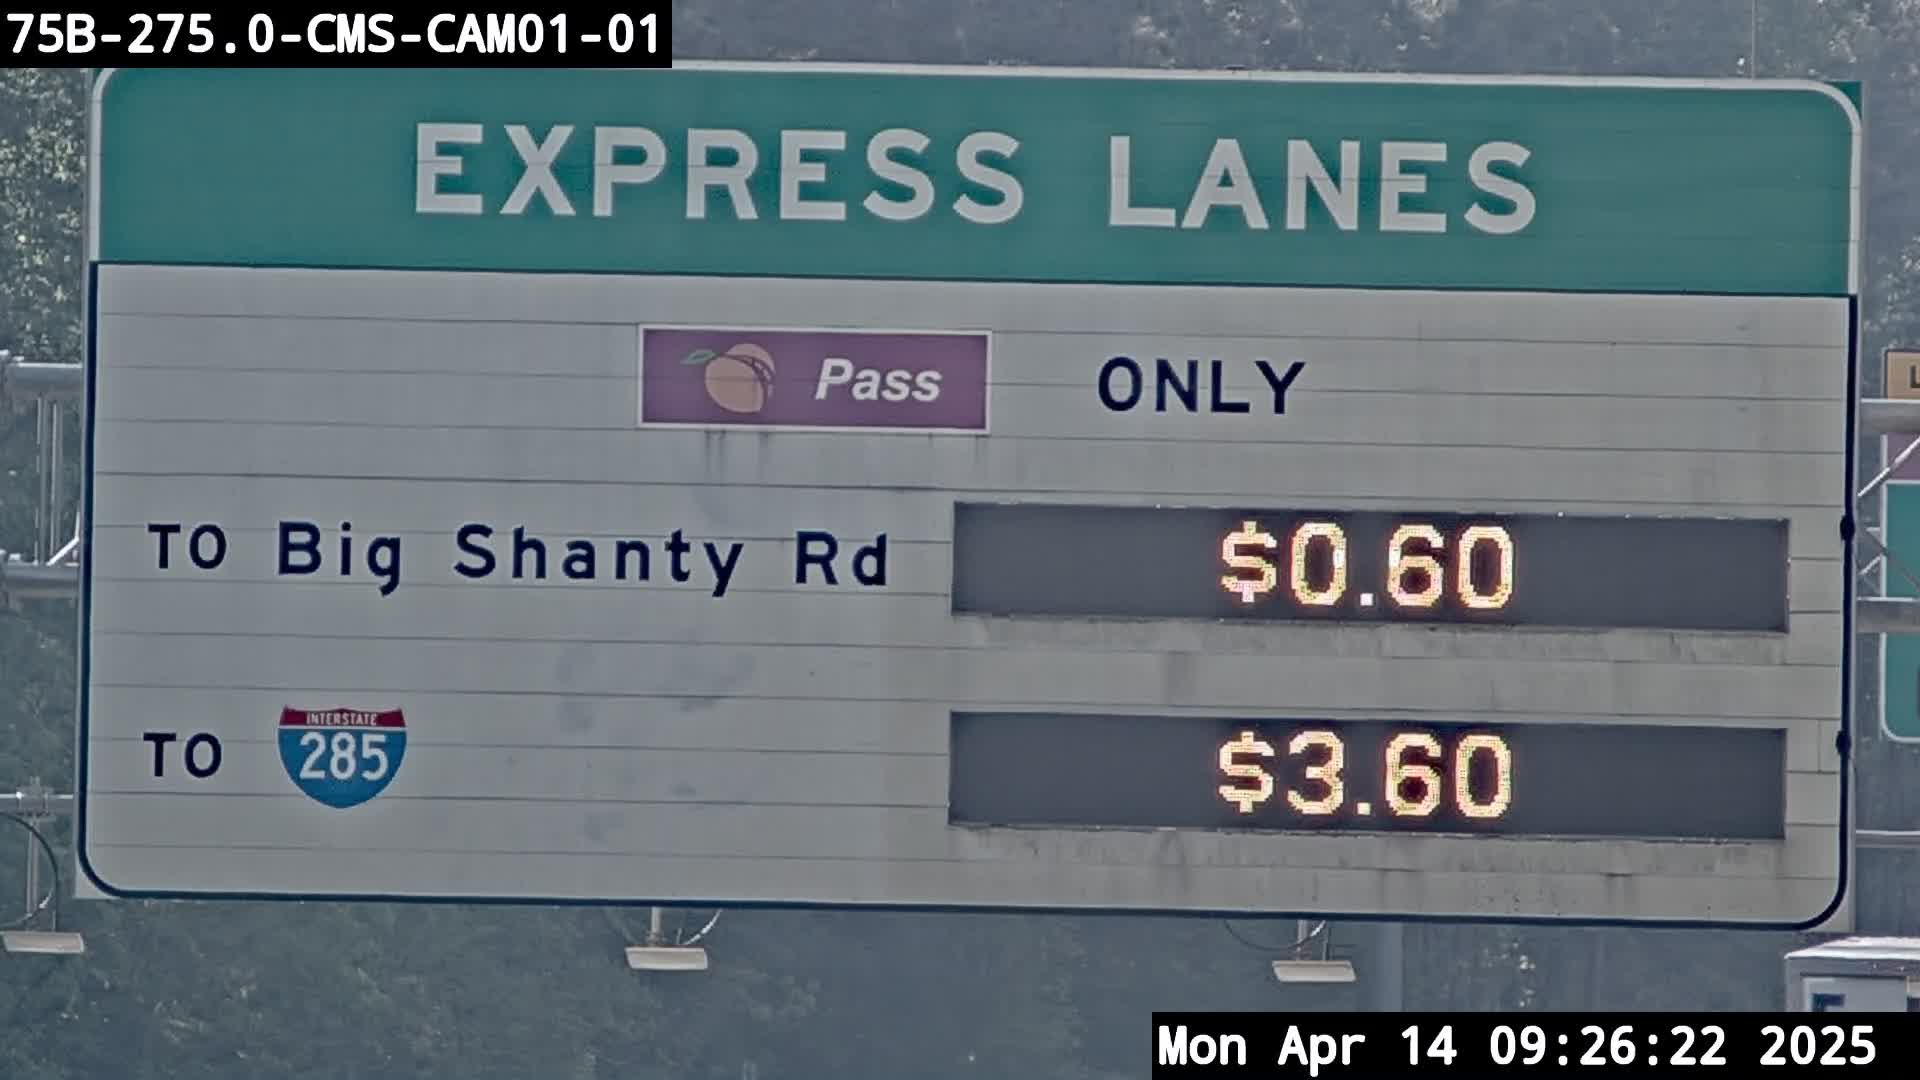 75B-275.0-CMS-CAM01-01
EXPRESS LANES
Pass ONLY
TO Big Shanty Rd $0.60
TO INTERSTATE 285 $3.60
Mon Apr 14 09:26:22 2025